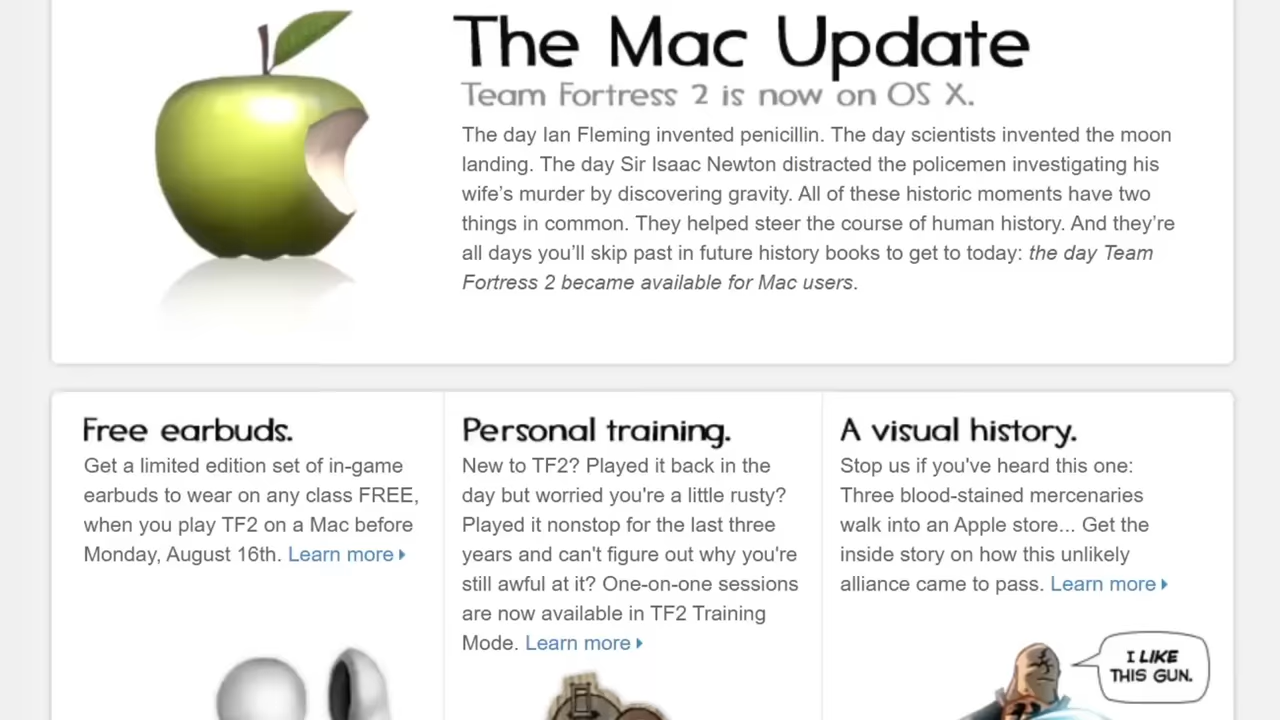 The Mac Update
Team Fortress 2 is now on OS X.
The day Ian Fleming invented penicillin. The day scientists invented the moon
landing. The day Sir Isaac Newton distracted the policemen investigating his
wife’s murder by discovering gravity. All of these historic moments have two
things in common. They helped steer the course of human history. And they’re
all days you’ll skip past in future history books to get to today: the day Team
Fortress 2 became available for Mac users.
Free earbuds.
Get a limited edition set of in-game
earbuds to wear on any class FREE,
when you play TF2 on a Mac before
Monday, August 16th. Learn more
Personal training.
New to TF2? Played it back in the
day but worried you're a little rusty?
Played it nonstop for the last three
years and can't figure out why you're
still awful at it? One-on-one sessions
are now available in TF2 Training
Mode. Learn more
A visual history.
Stop us if you've heard this one:
Three blood-stained mercenaries
walk into an Apple store... Get the
inside story on how this unlikely
alliance came to pass. Learn more
I LIKE
THIS GUN.